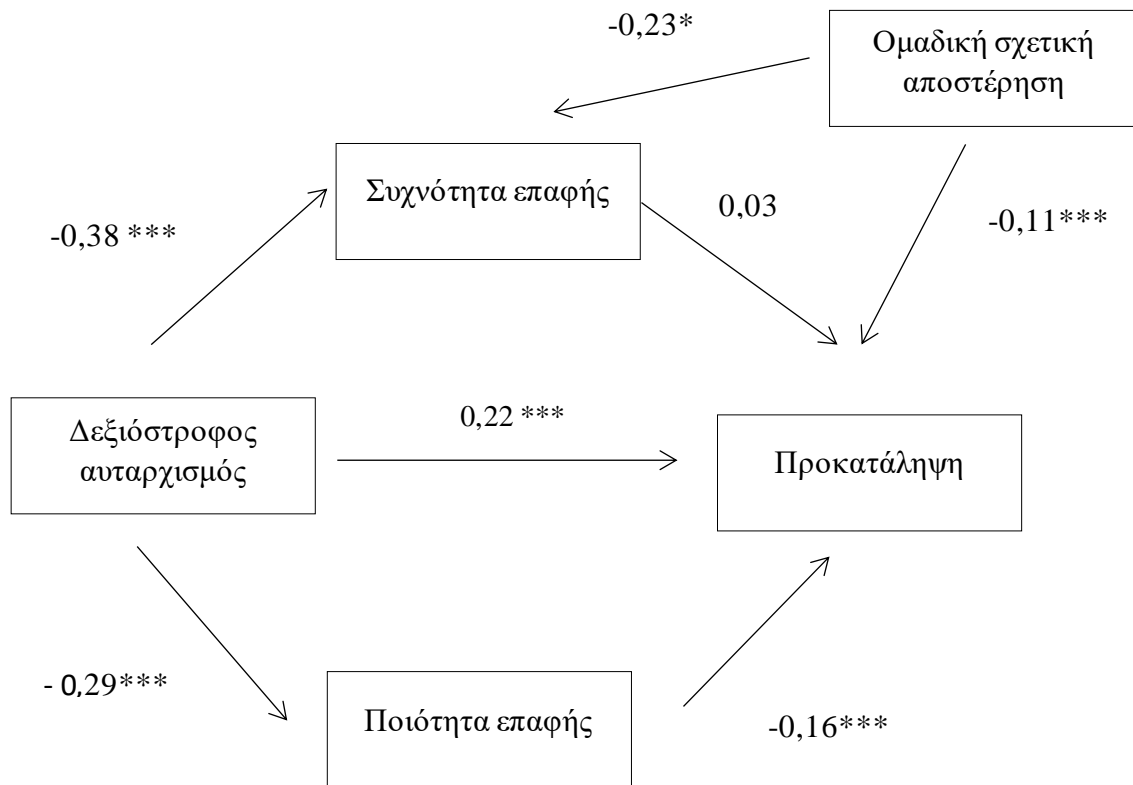 -0,23*
Ομαδική σχετική
αποστέρηση
Συχνότητα επαφής
0,03
-0,11***
-0,38 ***
Δεξιόστροφος
αυταρχισμός
0,22 ***
Προκατάληψη
- 0,29***
Ποιότητα επαφής
-0,16***